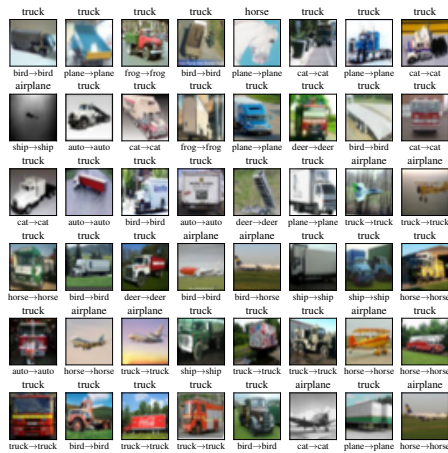 truck truck truck truck horse truck truck truck
bird→bird plane→plane frog→frog bird→bird plane→plane cat→cat plane→plane cat→cat
airplane truck truck truck truck truck truck truck
ship→ship auto→auto cat→cat frog→frog plane→plane deer→deer bird→bird cat→cat
truck truck truck truck truck truck airplane airplane
cat→cat auto→auto bird→bird auto→auto deer→deer plane→plane truck→truck truck→truck
truck truck truck airplane airplane truck truck truck
horse→horse bird→bird deer→deer bird→bird bird→horse ship→ship ship→ship horse→horse
truck airplane airplane truck truck truck airplane truck
auto→auto horse→horse truck→truck ship→ship truck→truck truck→truck horse→horse horse→horse
truck truck truck truck truck airplane truck airplane
truck→truck bird→bird truck→truck truck→truck bird→bird cat→cat plane→plane horse→horse